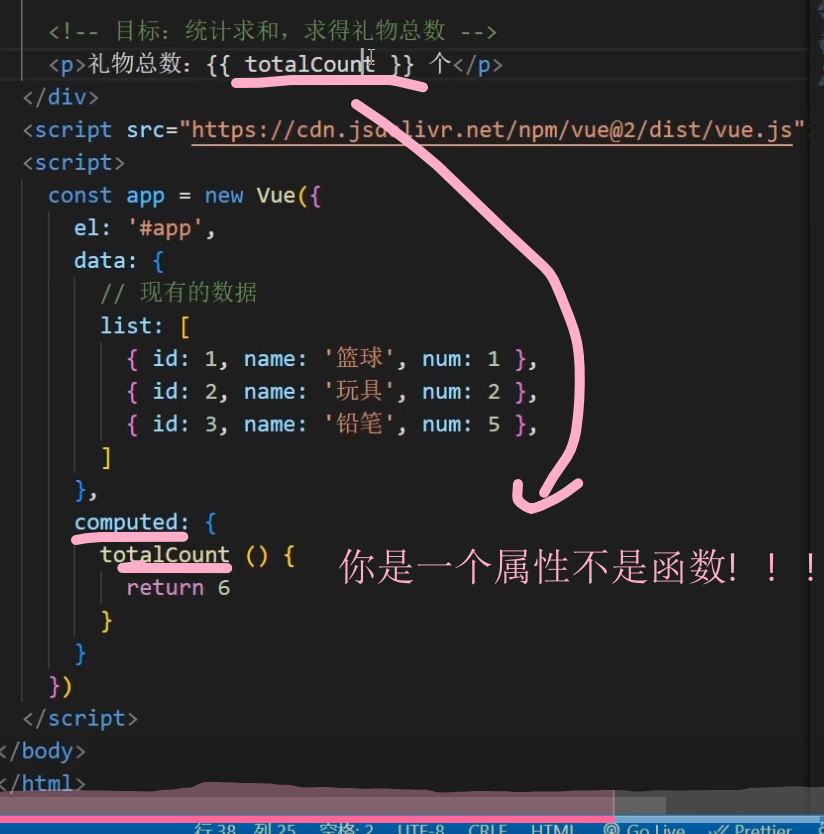 <!-- 目标：统计求和，求得礼物总数 -->
<p>礼物总数：{{ totalCount }} 个</p>
</div>
<script src="https://cdn.jsdelivr.net/npm/vue@2/dist/vue.js"
<script>
const app = new Vue({
el: '#app',
data: {
// 现有的数据
list: [
{ id: 1, name: '篮球', num: 1 },
{ id: 2, name: '玩具', num: 2 },
{ id: 3, name: '铅笔', num: 5 },
]
},
computed: {
totalCount () {
你是一个属性不是函数！！！
return 6
}
}
})
</script>
</body>
</html>
行 38, 列 25 空格: 2 UTF-8 CRLF HTML Go Live Prettier